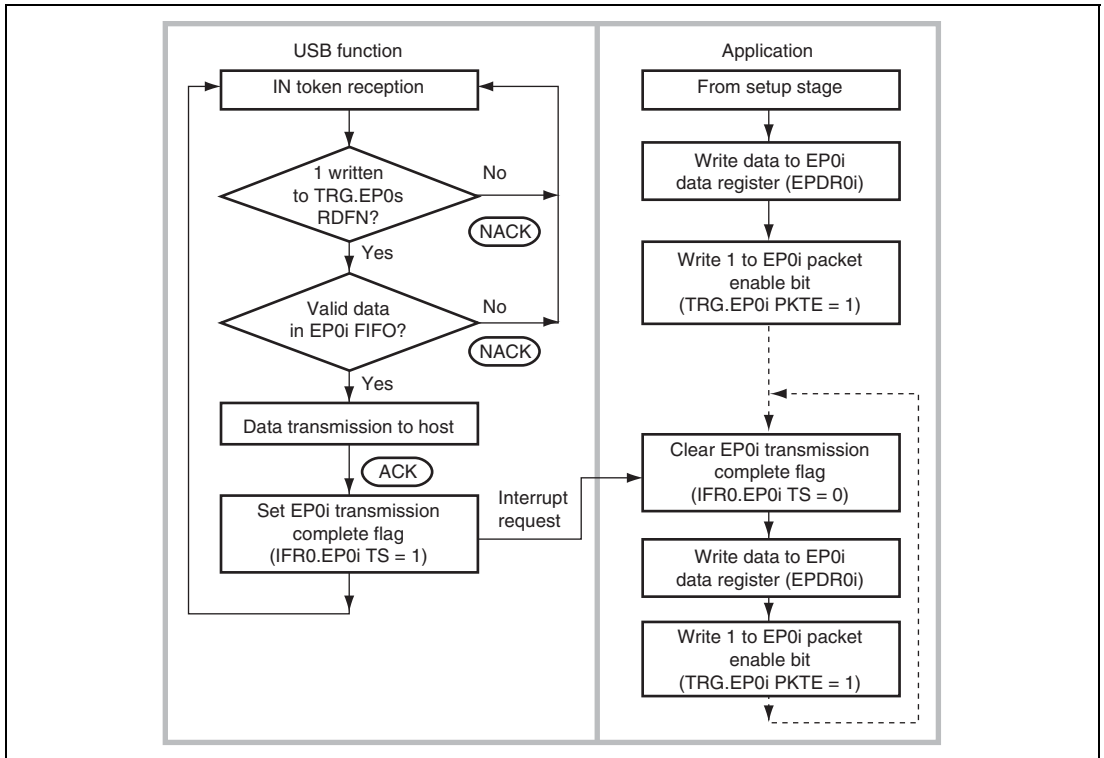 USB function
IN token reception
1 written
to TRG.EP0s
RDFN?
No
NACK
Yes
Valid data
in EP0i FIFO?
No
NACK
Yes
Data transmission to host
ACK
Set EP0i transmission
complete flag
(IFR0.EP0i TS = 1)
Interrupt
request
Application
From setup stage
Write data to EP0i
data register (EPDR0i)
Write 1 to EP0i packet
enable bit
(TRG.EP0i PKTE = 1)
Clear EP0i transmission
complete flag
(IFR0.EP0i TS = 0)
Write data to EP0i
data register (EPDR0i)
Write 1 to EP0i packet
enable bit
(TRG.EP0i PKTE = 1)